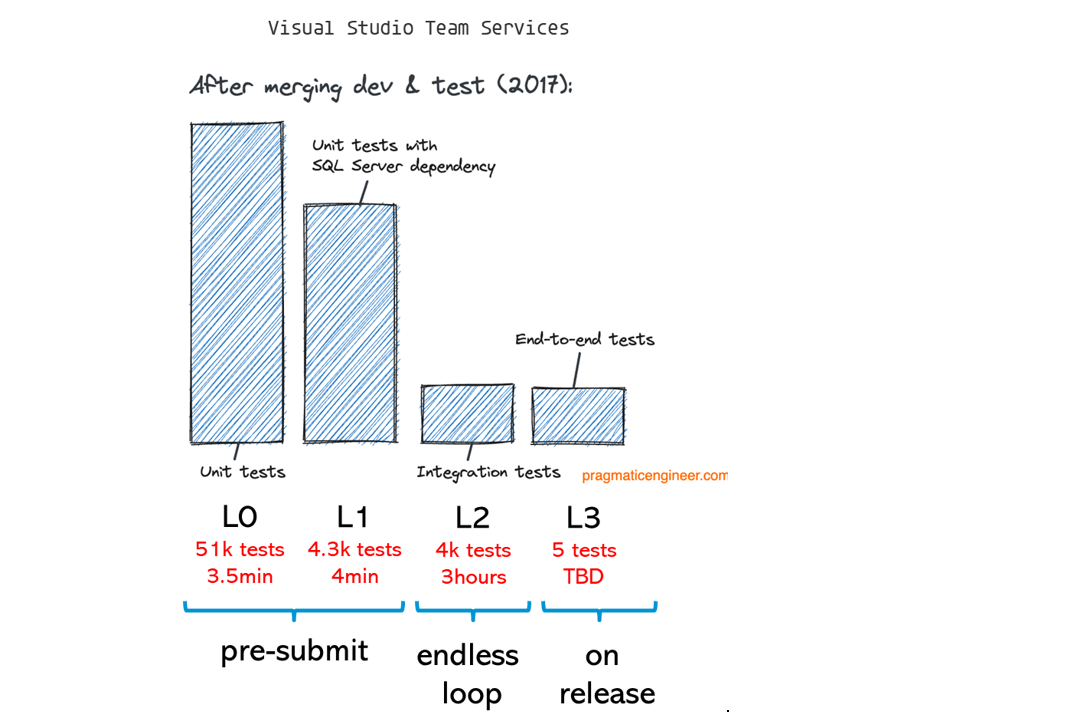 Visual Studio Team Services
After merging dev & test (2017):
Unit tests with
SQL Server dependency
End-to-end tests
Unit tests
Integration tests
pragmaticengineer.com
L0 L1 L2 L3
51k tests 4.3k tests 4k tests 5 tests
3.5min 4min 3hours TBD
pre-submit
endless
loop
on
release